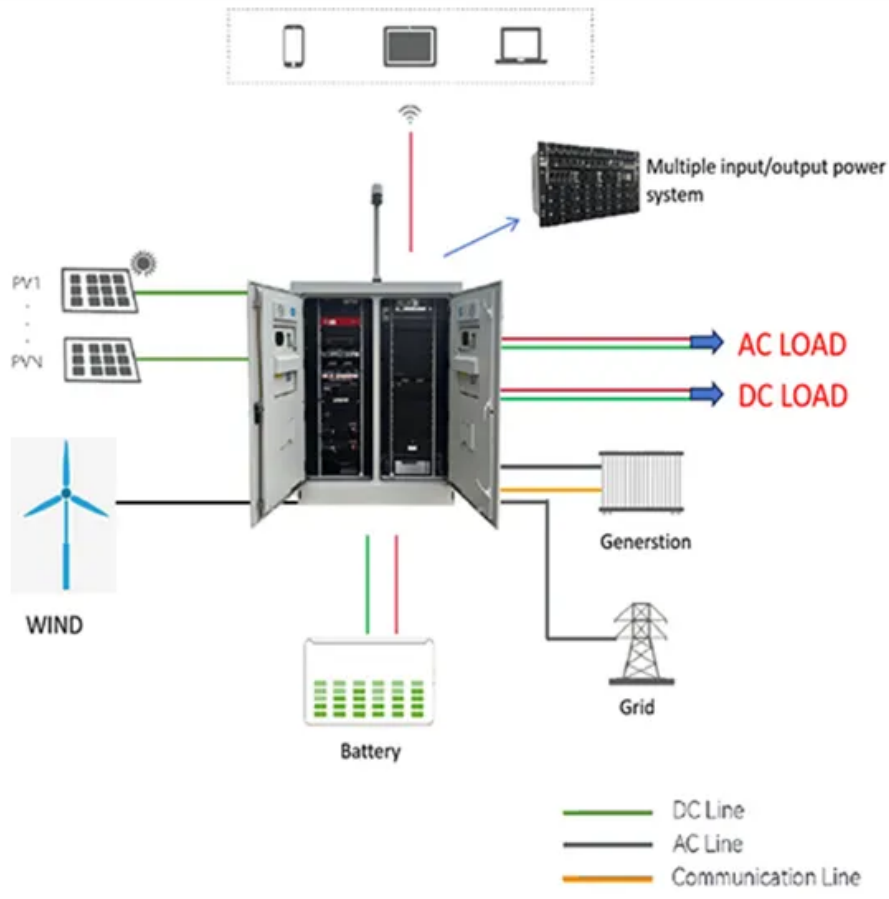 Multiple input/output power
system
PV1
PVN
AC LOAD
DC LOAD
WIND
Generstion
Grid
Battery
DC Line
AC Line
Communication Line